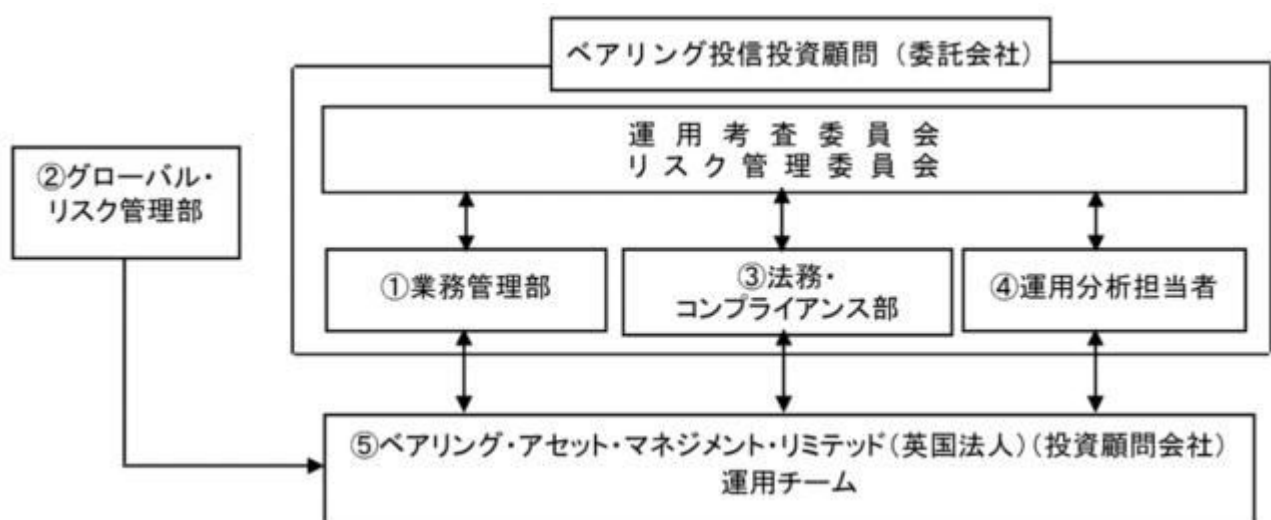 ベアリング投信投資顧問（委託会社）
運用考査委員会
リスク管理委員会
②グローバル・
リスク管理部
①業務管理部
③法務・
コンプライアンス部
④運用分析担当者
⑤ベアリング・アセット・マネジメント・リミテッド（英国法人）（投資顧問会社）
運用チーム